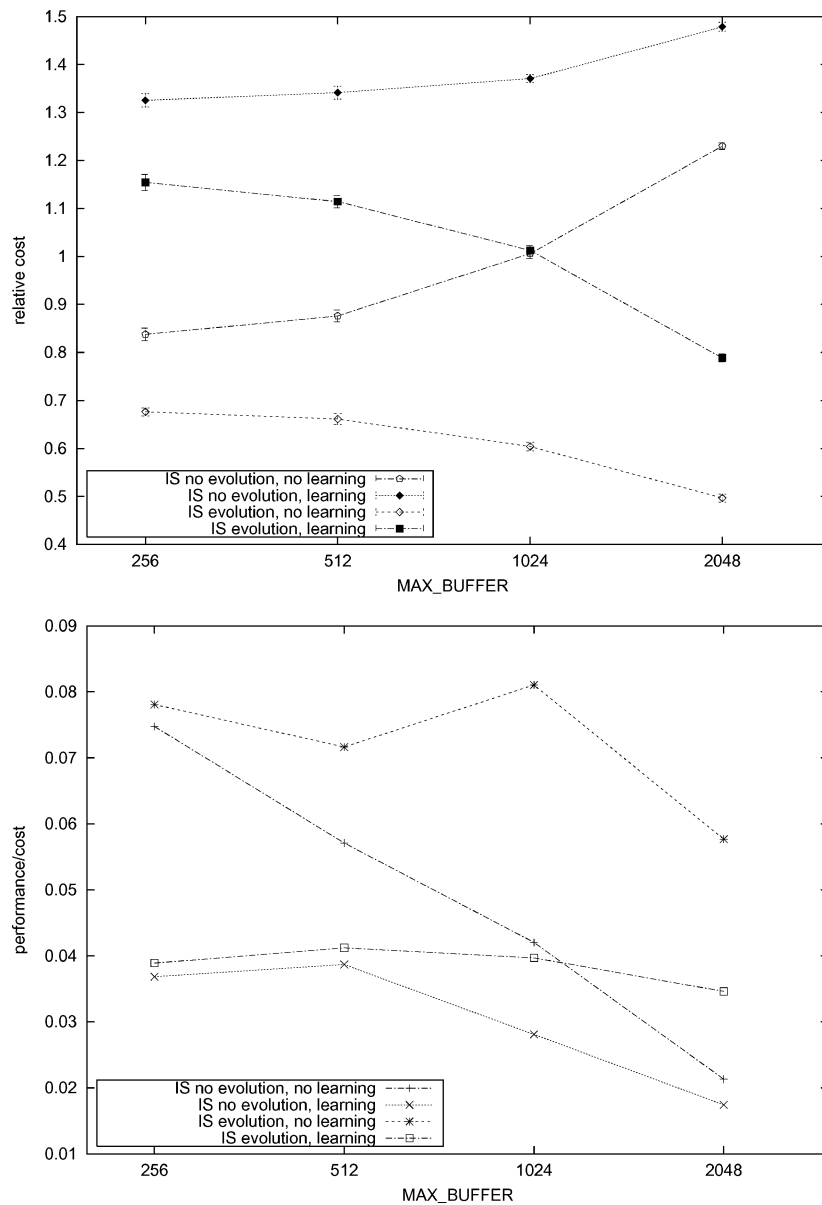 1.5
1.4
1.3
1.2
1.1
1
0.9
0.8
0.7
0.6
0.5
0.4
relative cost
IS no evolution, no learning
IS no evolution, learning
IS evolution, no learning
IS evolution, learning
256 512 1024 2048
MAX_BUFFER
0.09
0.08
0.07
0.06
0.05
0.04
0.03
0.02
0.01
performance/cost
IS no evolution, no learning
IS no evolution, learning
IS evolution, no learning
IS evolution, learning
256 512 1024 2048
MAX_BUFFER